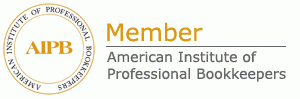 AMERICAN INSTITUTE OF PROFESSIONAL BOOKKEEPERS
AIPB
Member
American Institute of
Professional Bookkeepers